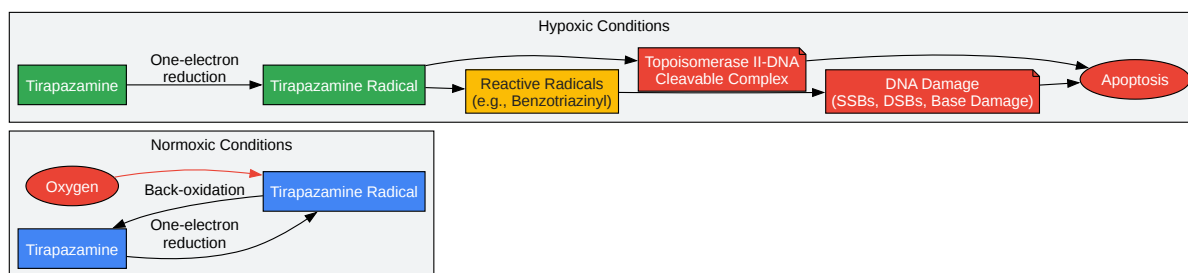 Hypoxic Conditions
Tirapazamine
One-electron
reduction
Tirapazamine Radical
Reactive Radicals
(e.g., Benzotriazinyl)
Topoisomerase II-DNA
Cleavable Complex
DNA Damage
(SSBs, DSBs, Base Damage)
Apoptosis
Normoxic Conditions
Oxygen
Back-oxidation
Tirapazamine Radical
One-electron
reduction
Tirapazamine